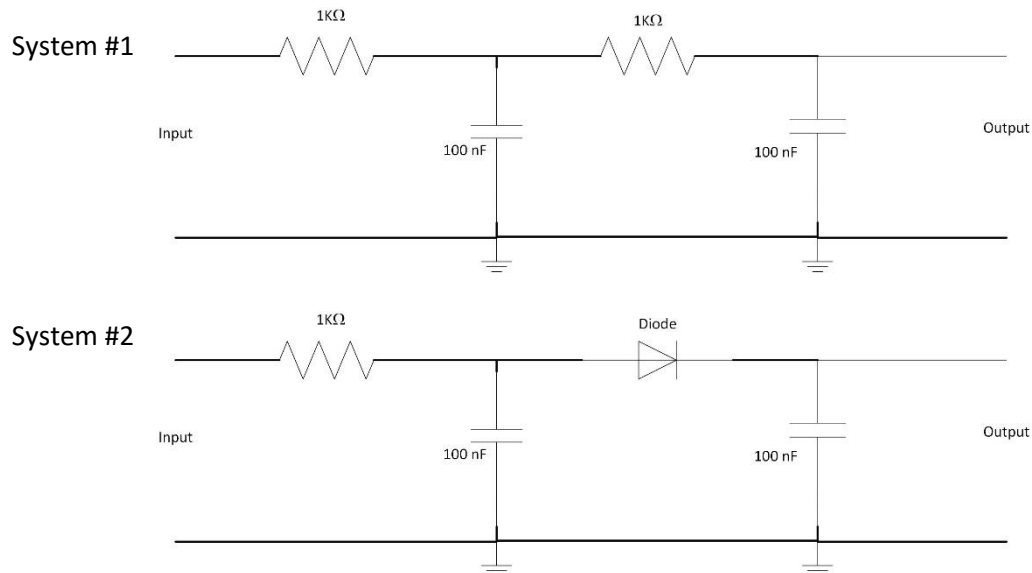 1KΩ
1KΩ
System #1
Input
100 nF
100 nF
Output
1KΩ
Diode
System #2
Input
100 nF
100 nF
Output